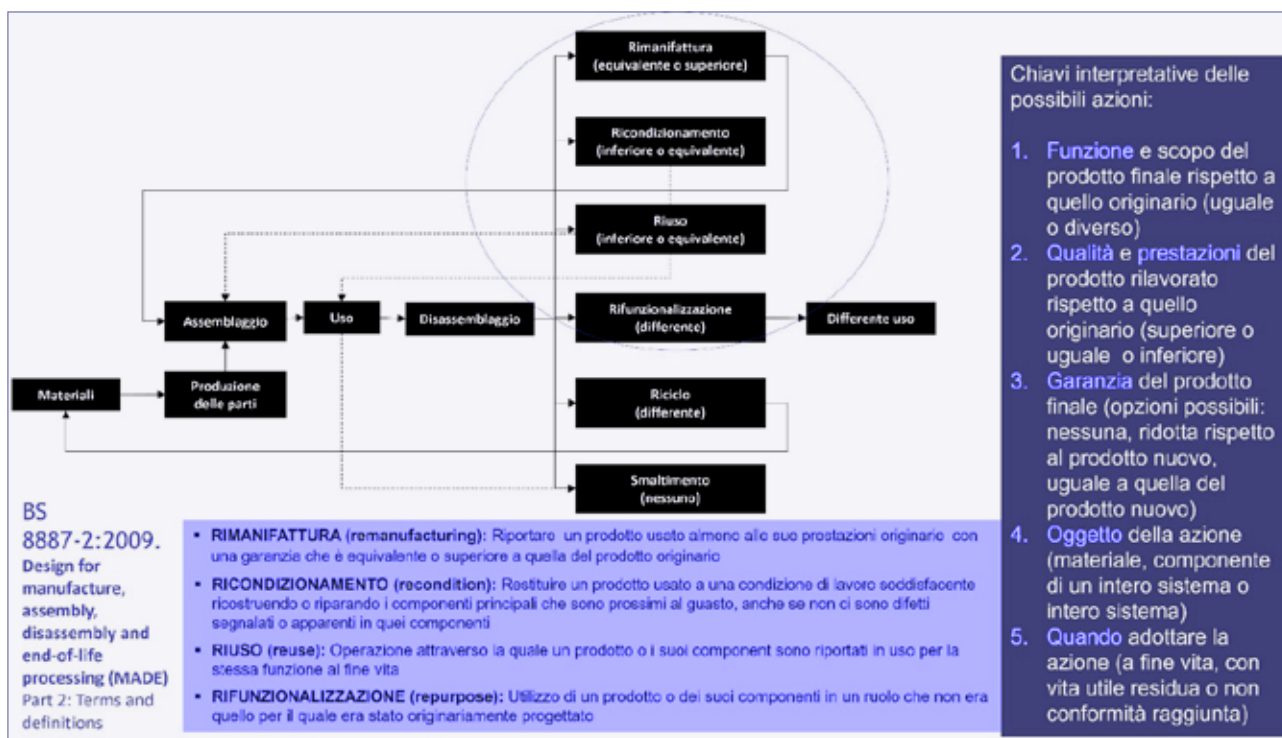 Rimanifattura
(equivalente o superiore)
Ricondizionamento
(inferiore o equivalente)
Riuso
(inferiore o equivalente)
Assemblaggio
Uso
Disassemblaggio
Rifunzionalizzazione
(differente)
Differente uso
Materiali
Produzione
delle parti
Riciclo
(differente)
Smaltimento
(nessuno)
Chiavi interpretative delle
possibili azioni:
1. Funzione e scopo del
prodotto finale rispetto a
quello originario (uguale
o diverso)
2. Qualità e prestazioni del
prodotto rilavorato
rispetto a quello
originario (superiore o
uguale o inferiore)
3. Garanzia del prodotto
finale (opzioni possibili:
nessuna, ridotta rispetto
al prodotto nuovo,
uguale a quella del
prodotto nuovo)
4. Oggetto della azione
(materiale, componente
di un intero sistema o
intero sistema)
5. Quando adottare la
azione (a fine vita, con
vita utile residua o non
conformità raggiunta)
BS
8887-2:2009.
Design for
manufacture,
assembly,
disassembly and
end-of-life
processing (MADE)
Part 2: Terms and
definitions
▪ RIMANIFATTURA (remanufacturing): Riportare un prodotto usato almeno alle sue prestazioni originarie con
una garanzia che è equivalente o superiore a quella del prodotto originario
▪ RICONDIZIONAMENTO (recondition): Restituire un prodotto usato a una condizione di lavoro soddisfacente
ricostruendo o riparando i componenti principali che sono prossimi al guasto, anche se non ci sono difetti
segnalati o apparenti in quei componenti
▪ RIUSO (reuse): Operazione attraverso la quale un prodotto o i suoi component sono riportati in uso per la
stessa funzione al fine vita
▪ RIFUNZIONALIZZAZIONE (repurpose): Utilizzo di un prodotto o dei suoi componenti in un ruolo che non era
quello per il quale era stato originariamente progettato